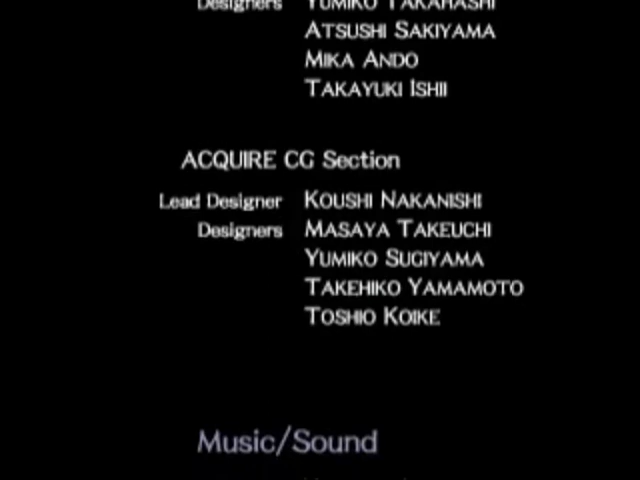 Designers YUMIKO TAKAHASHI
ATSUSHI SAKIYAMA
MIKA ANDO
TAKAYUKI ISHII
ACQUIRE CG Section
Lead Designer KOUSHI NAKANISHI
Designers MASAYA TAKEUCHI
YUMIKO SUGIYAMA
TAKEHIKO YAMAMOTO
TOSHIO KOIKE
Music/Sound